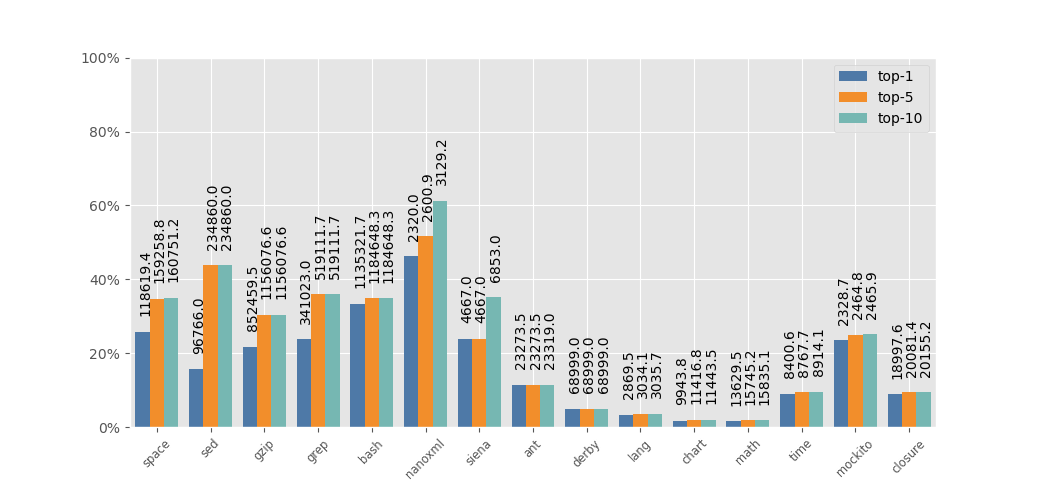 100%
80%
60%
40%
20%
0%
top-1
top-5
top-10
118619.4
159258.8
160751.2
96766.0
234860.0
234860.0
852459.5
1156076.6
1156076.6
341023.0
519111.7
519111.7
1135321.7
1184648.3
1184648.3
2320.0
2600.9
3129.2
4667.0
4667.0
6853.0
23273.5
23273.5
23319.0
68999.0
68999.0
68999.0
2869.5
3034.1
3035.7
9943.8
11416.8
11443.5
13629.5
15745.2
15835.1
8400.6
8767.7
8914.1
2328.7
2464.8
2465.9
18997.6
20081.4
20155.2
space
sed
gzip
grep
bash
nanoxml
siena
ant
derby
lang
chart
math
time
mockito
closure